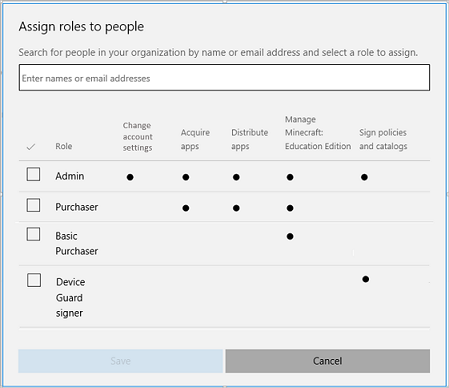 Assign roles to people
Search for people in your organization by name or email address and select a role to assign.
Enter names or email addresses
Role
Change
account
settings
Acquire
apps
Distribute
apps
Manage
Minecraft:
Education Edition
Sign policies
and catalogs
Admin
Purchaser
Basic
Purchaser
Device
Guard
signer
Save
Cancel